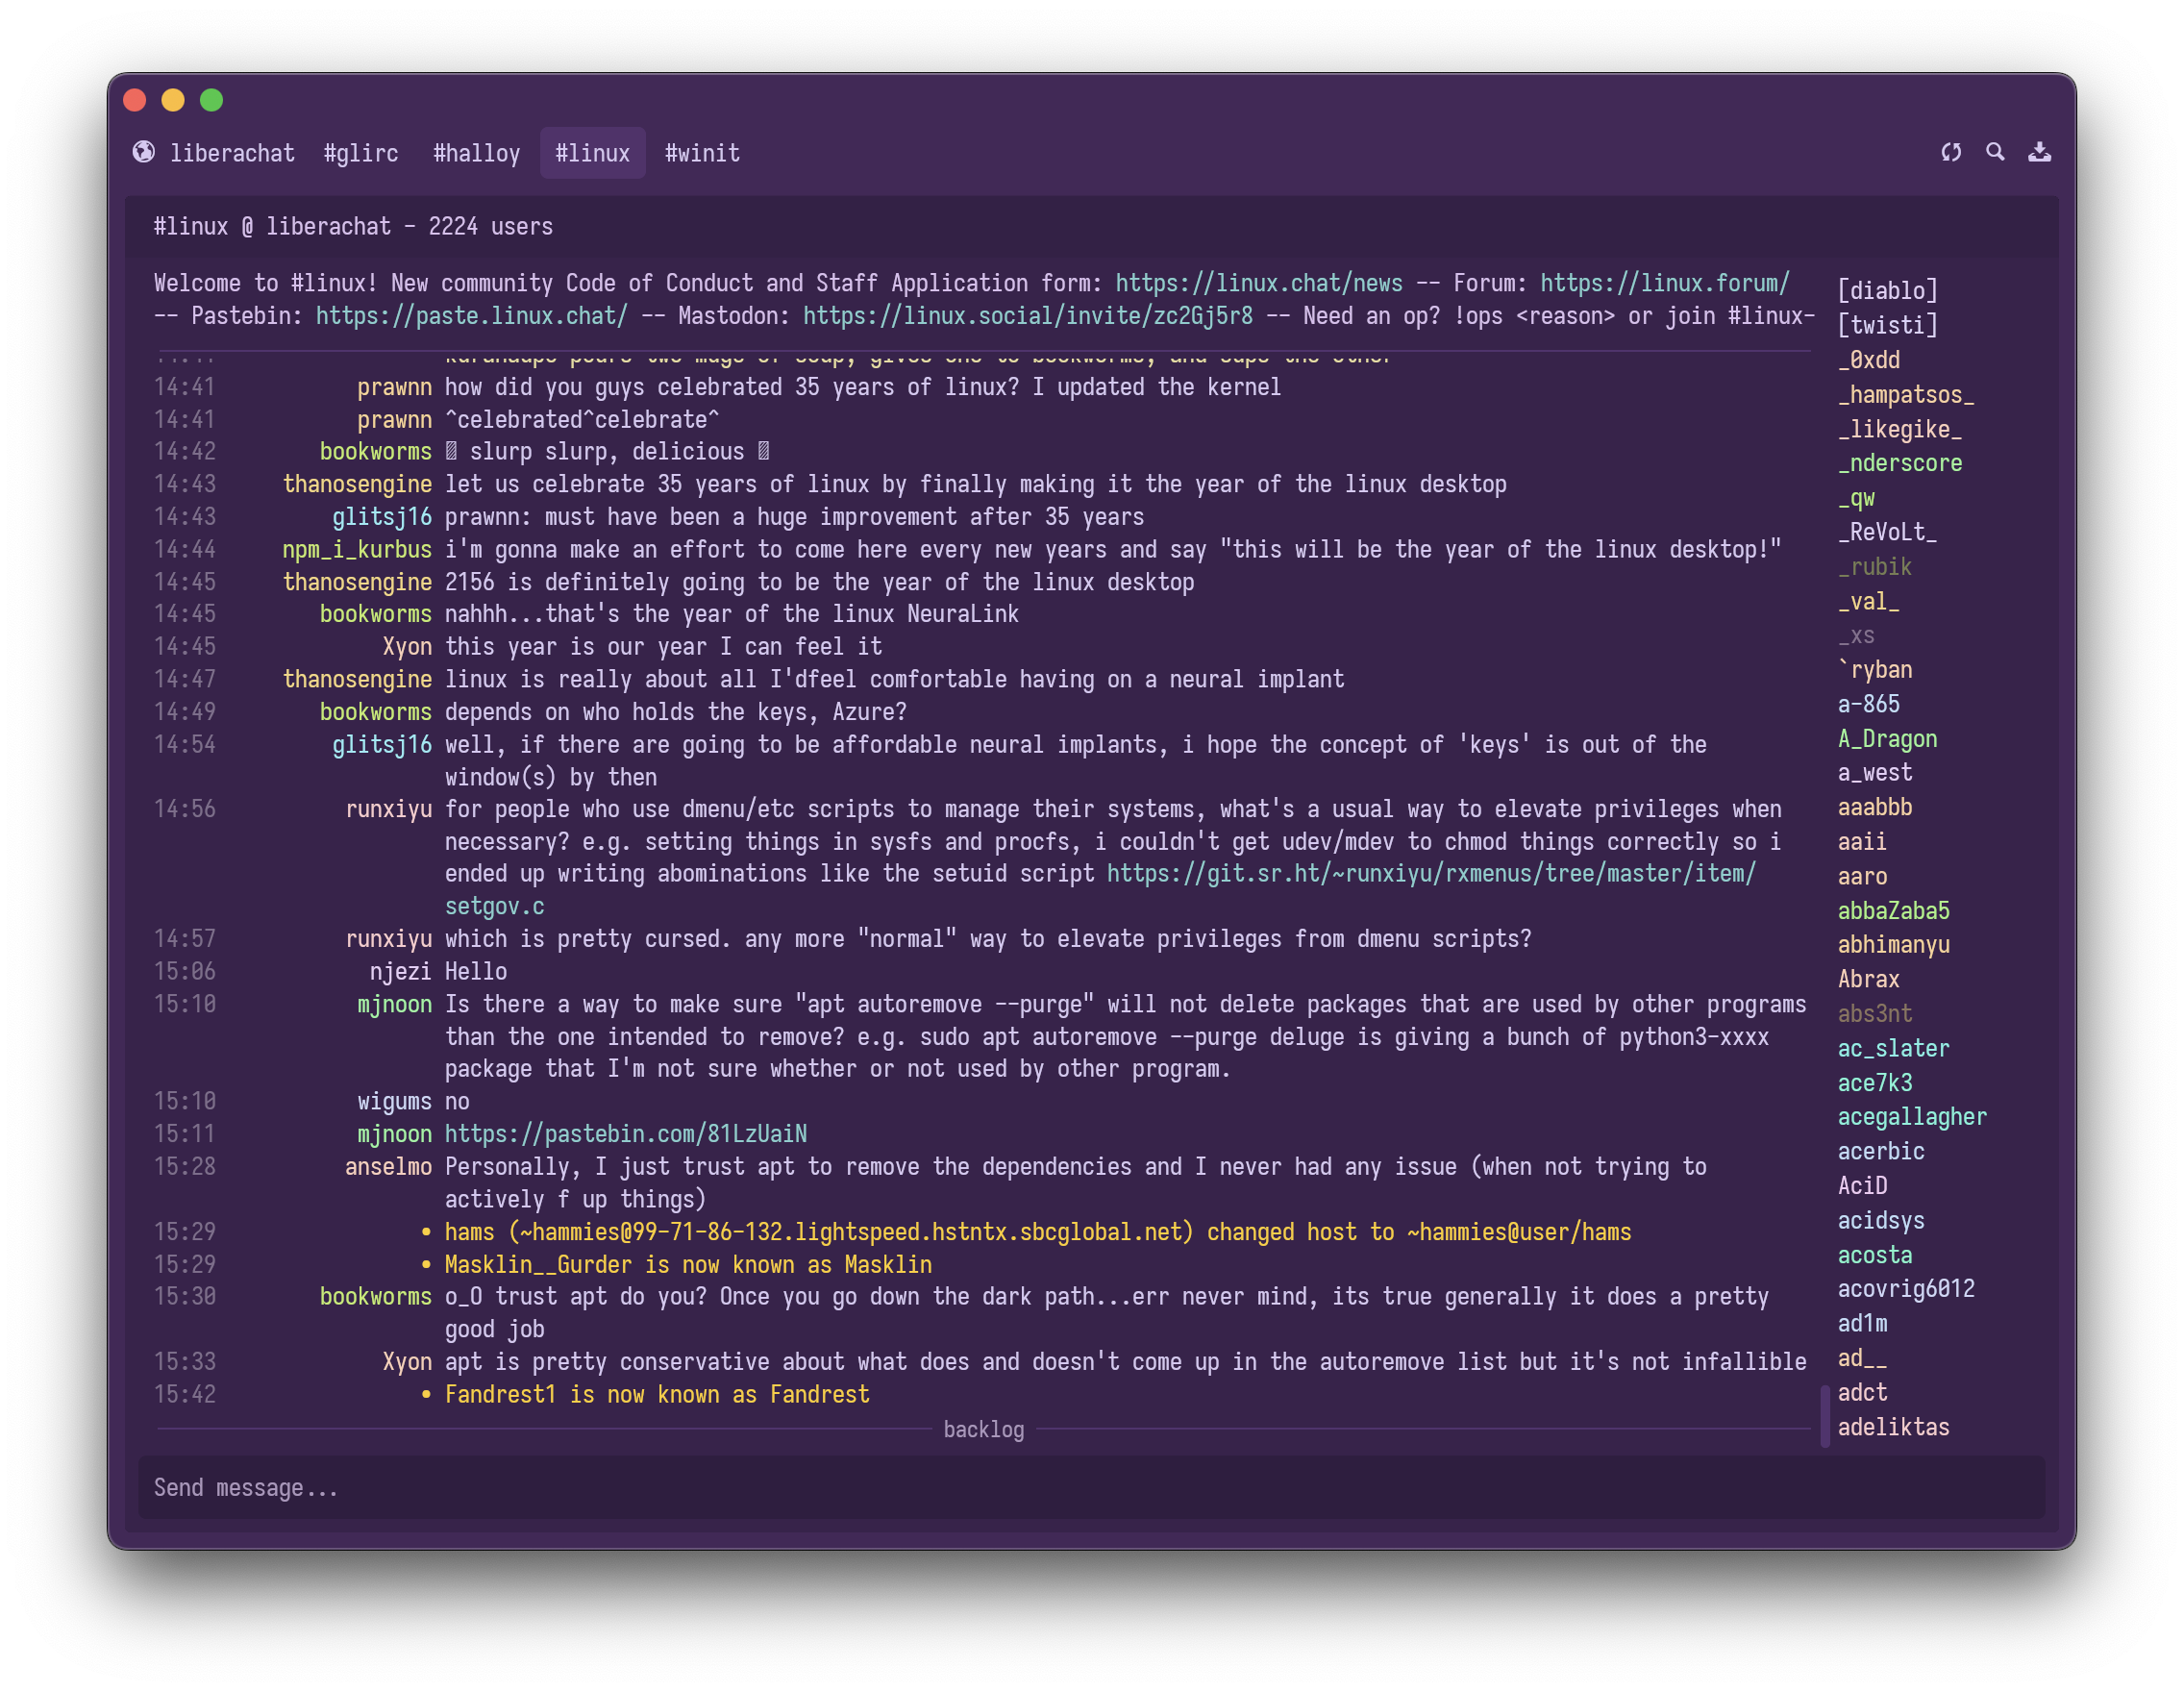 liberachat #glirc #halloy #linux #winit
#linux @ liberachat - 2224 users
Welcome to #linux! New community Code of Conduct and Staff Application form: https://linux.chat/news -- Forum: https://linux.forum/
-- Pastebin: https://paste.linux.chat/ -- Mastodon: https://linux.social/invite/zc2Gj5r8 -- Need an op? !ops <reason> or join #linux-
14:41 prawnn how did you guys celebrated 35 years of linux? I updated the kernel
14:41 prawnn ^celebrated^celebrate^
14:42 bookworms slurp slurp, delicious
14:43 thanosengine let us celebrate 35 years of linux by finally making it the year of the linux desktop
14:43 glitsj16 prawnn: must have been a huge improvement after 35 years
14:44 npm_i_kurbus i'm gonna make an effort to come here every new years and say "this will be the year of the linux desktop!"
14:45 thanosengine 2156 is definitely going to be the year of the linux desktop
14:45 bookworms nahhh...that's the year of the linux NeuraLink
14:45 Xyon this year is our year I can feel it
14:47 thanosengine linux is really about all I'dfeel comfortable having on a neural implant
14:49 bookworms depends on who holds the keys, Azure?
14:54 glitsj16 well, if there are going to be affordable neural implants, i hope the concept of 'keys' is out of the
window(s) by then
14:56 runxiyu for people who use dmenu/etc scripts to manage their systems, what's a usual way to elevate privileges when
necessary? e.g. setting things in sysfs and procfs, i couldn't get udev/mdev to chmod things correctly so i
ended up writing abominations like the setuid script https://git.sr.ht/~runxiyu/rxmenus/tree/master/item/
setgov.c
14:57 runxiyu which is pretty cursed. any more "normal" way to elevate privileges from dmenu scripts?
15:06 njezi Hello
15:10 mjnoon Is there a way to make sure "apt autoremove --purge" will not delete packages that are used by other programs
than the one intended to remove? e.g. sudo apt autoremove --purge deluge is giving a bunch of python3-xxxx
package that I'm not sure whether or not used by other program.
15:10 wigums no
15:11 mjnoon https://pastebin.com/81LzUaiN
15:28 anselmo Personally, I just trust apt to remove the dependencies and I never had any issue (when not trying to
actively f up things)
15:29 • hams (~hammies@99-71-86-132.lightspeed.hstntx.sbcglobal.net) changed host to ~hammies@user/hams
15:29 • Masklin__Gurder is now known as Masklin
15:30 bookworms o_O trust apt do you? Once you go down the dark path...err never mind, its true generally it does a pretty
good job
15:33 Xyon apt is pretty conservative about what does and doesn't come up in the autoremove list but it's not infallible
15:42 • Fandrest1 is now known as Fandrest
backlog
Send message...
[diablo]
[twisti]
_0xdd
_hampatsos_
_likegike_
_nderscore
_qw
_ReVoLt_
_rubik
_val_
_xs
`ryban
a-865
A_Dragon
a_west
aaabbb
aaii
aaro
abbaZaba5
abhimanyu
Abrax
abs3nt
ac_slater
ace7k3
acegallagher
acerbic
AciD
acidsys
acosta
acovrig6012
ad1m
ad__
adct
adeliktas